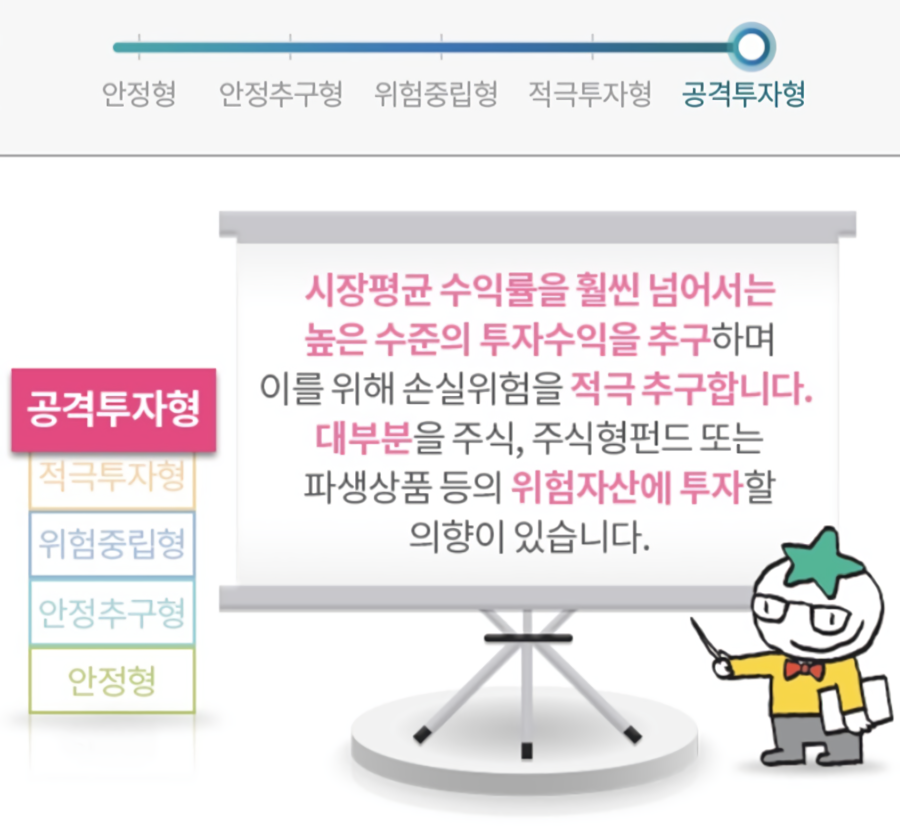 안정형 안정추구형 위험중립형 적극투자형 공격투자형
시장평균 수익률을 훨씬 넘어서는
높은 수준의 투자수익을 추구하며
이를 위해 손실위험을 적극 추구합니다.
대부분을 주식, 주식형펀드 또는
파생상품 등의 위험자산에 투자할
의향이 있습니다.
공격투자형
적극투자형
위험중립형
안정추구형
안정형